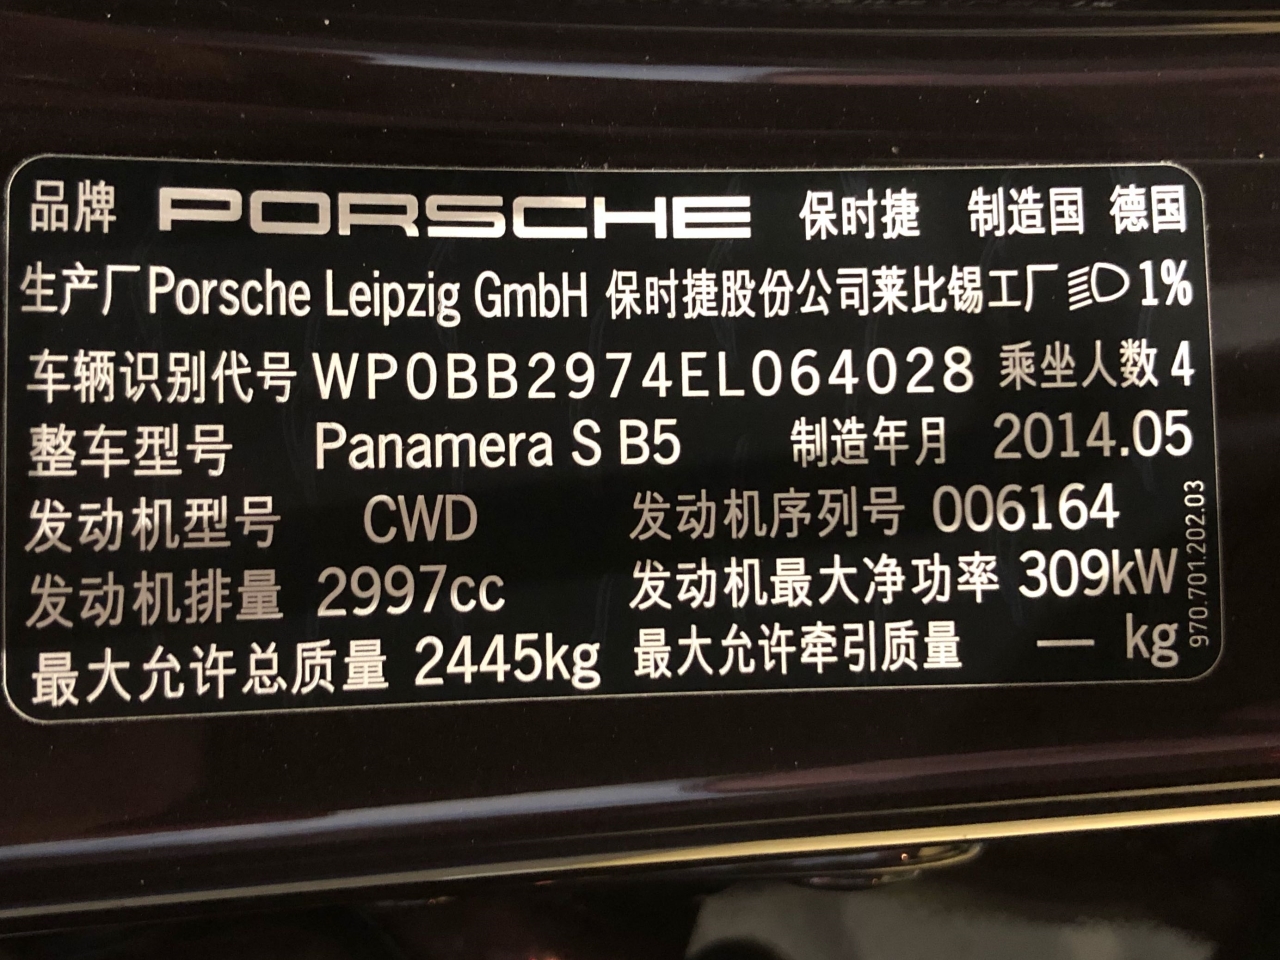 品牌 PORSCHE 保时捷 制造国 德国
生产厂 Porsche Leipzig GmbH 保时捷股份公司莱比锡工厂 1%
车辆识别代号 WP0BB2974EL064028 乘坐人数 4
整车型号 Panamera S B5 制造年月 2014.05
发动机型号 CWD 发动机序列号 006164
发动机排量 2997cc 发动机最大净功率 309kW
最大允许总质量 2445kg 最大允许牵引质量 — kg
970.701.202.03